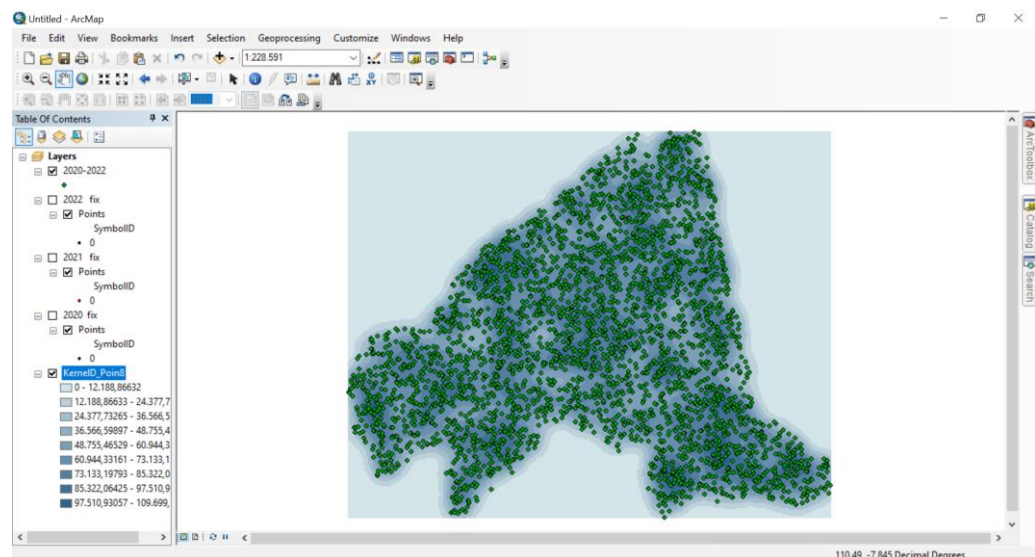 Untitled - ArcMap
File Edit View Bookmarks Insert Selection Geoprocessing Customize Windows Help
1:228.591
Table Of Contents
Layers
2020-2022
2022 fix
Points
SymbolID
0
2021 fix
Points
SymbolID
0
2020 fix
Points
SymbolID
0
KernelD_Poin8
0 - 12.188,86632
12.188,86633 - 24.377,7
24.377,73265 - 36.566,5
36.566,59897 - 48.755,4
48.755,46529 - 60.944,3
60.944,33161 - 73.133,1
73.133,19793 - 85.322,0
85.322,06425 - 97.510,9
97.510,93057 - 109.699,
ArcToolbox
Catalog
Search
110,49 -7,845 Decimal Degrees